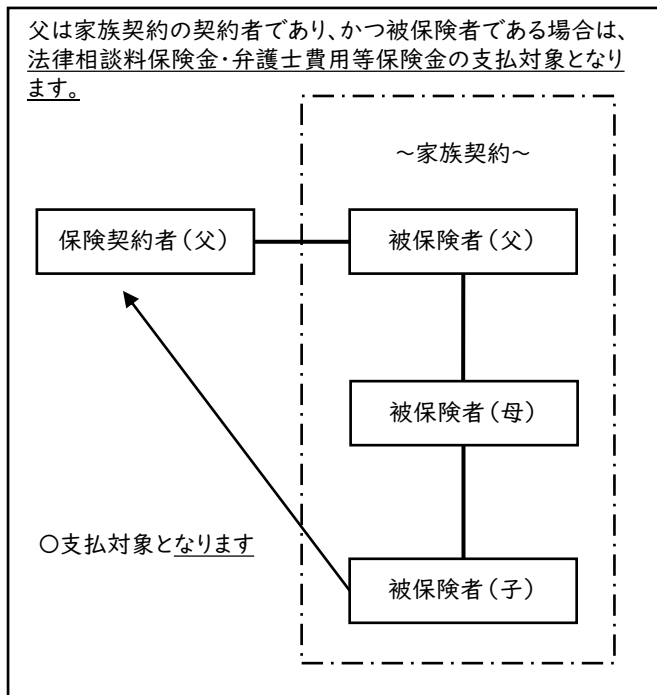 父は家族契約の契約者であり、かつ被保険者である場合は、
法律相談料保険金・弁護士費用等保険金の支払対象となり
ます。
~家族契約~
保険契約者(父)
被保険者(父)
被保険者(母)
○支払対象となります
被保険者(子)